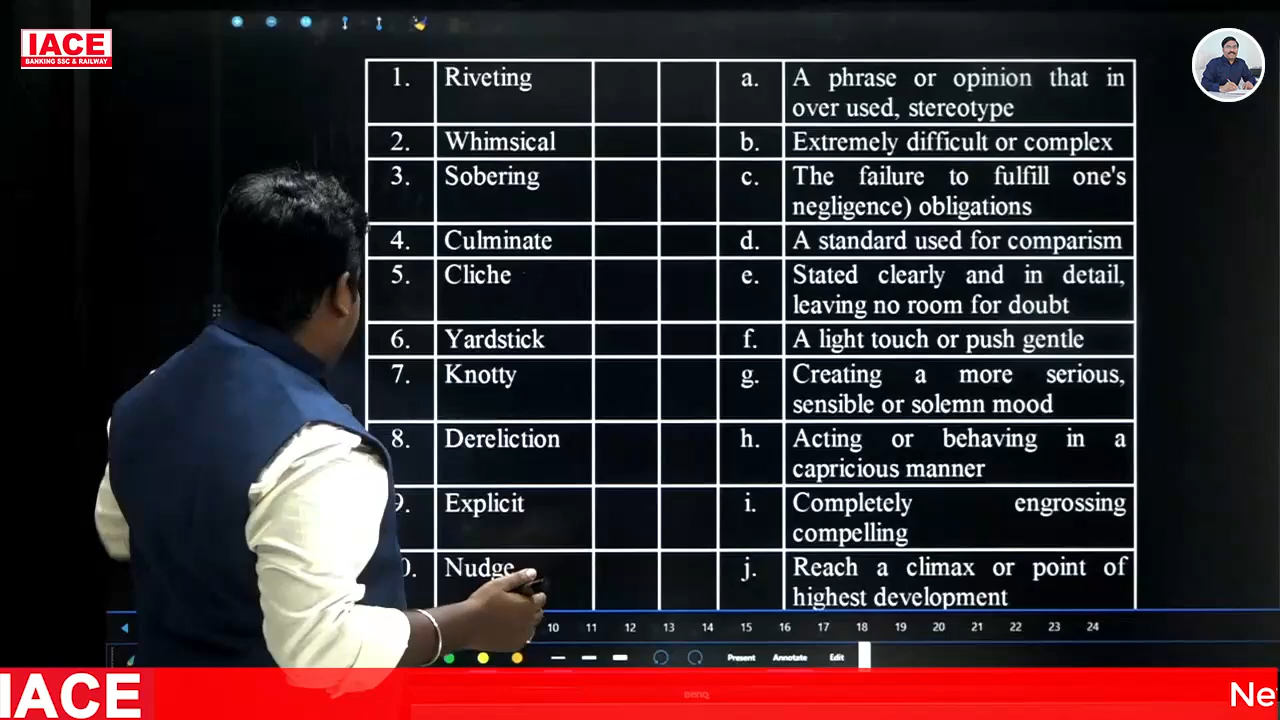 IACE
BANKING SSC & RAILWAY
1. Riveting a. A phrase or opinion that in
over used, stereotype
2. Whimsical b. Extremely difficult or complex
3. Sobering c. The failure to fulfill one's
negligence) obligations
4. Culminate d. A standard used for comparism
5. Cliche e. Stated clearly and in detail,
leaving no room for doubt
6. Yardstick f. A light touch or push gentle
7. Knotty g. Creating a more serious,
sensible or solemn mood
8. Dereliction h. Acting or behaving in a
capricious manner
9. Explicit i. Completely engrossing
compelling
0. Nudge j. Reach a climax or point of
highest development
10 11 12 13 14 15 16 17 18 19 20 21 22 23 24
Present Annotate Edit
BenQ
IACE
Ne